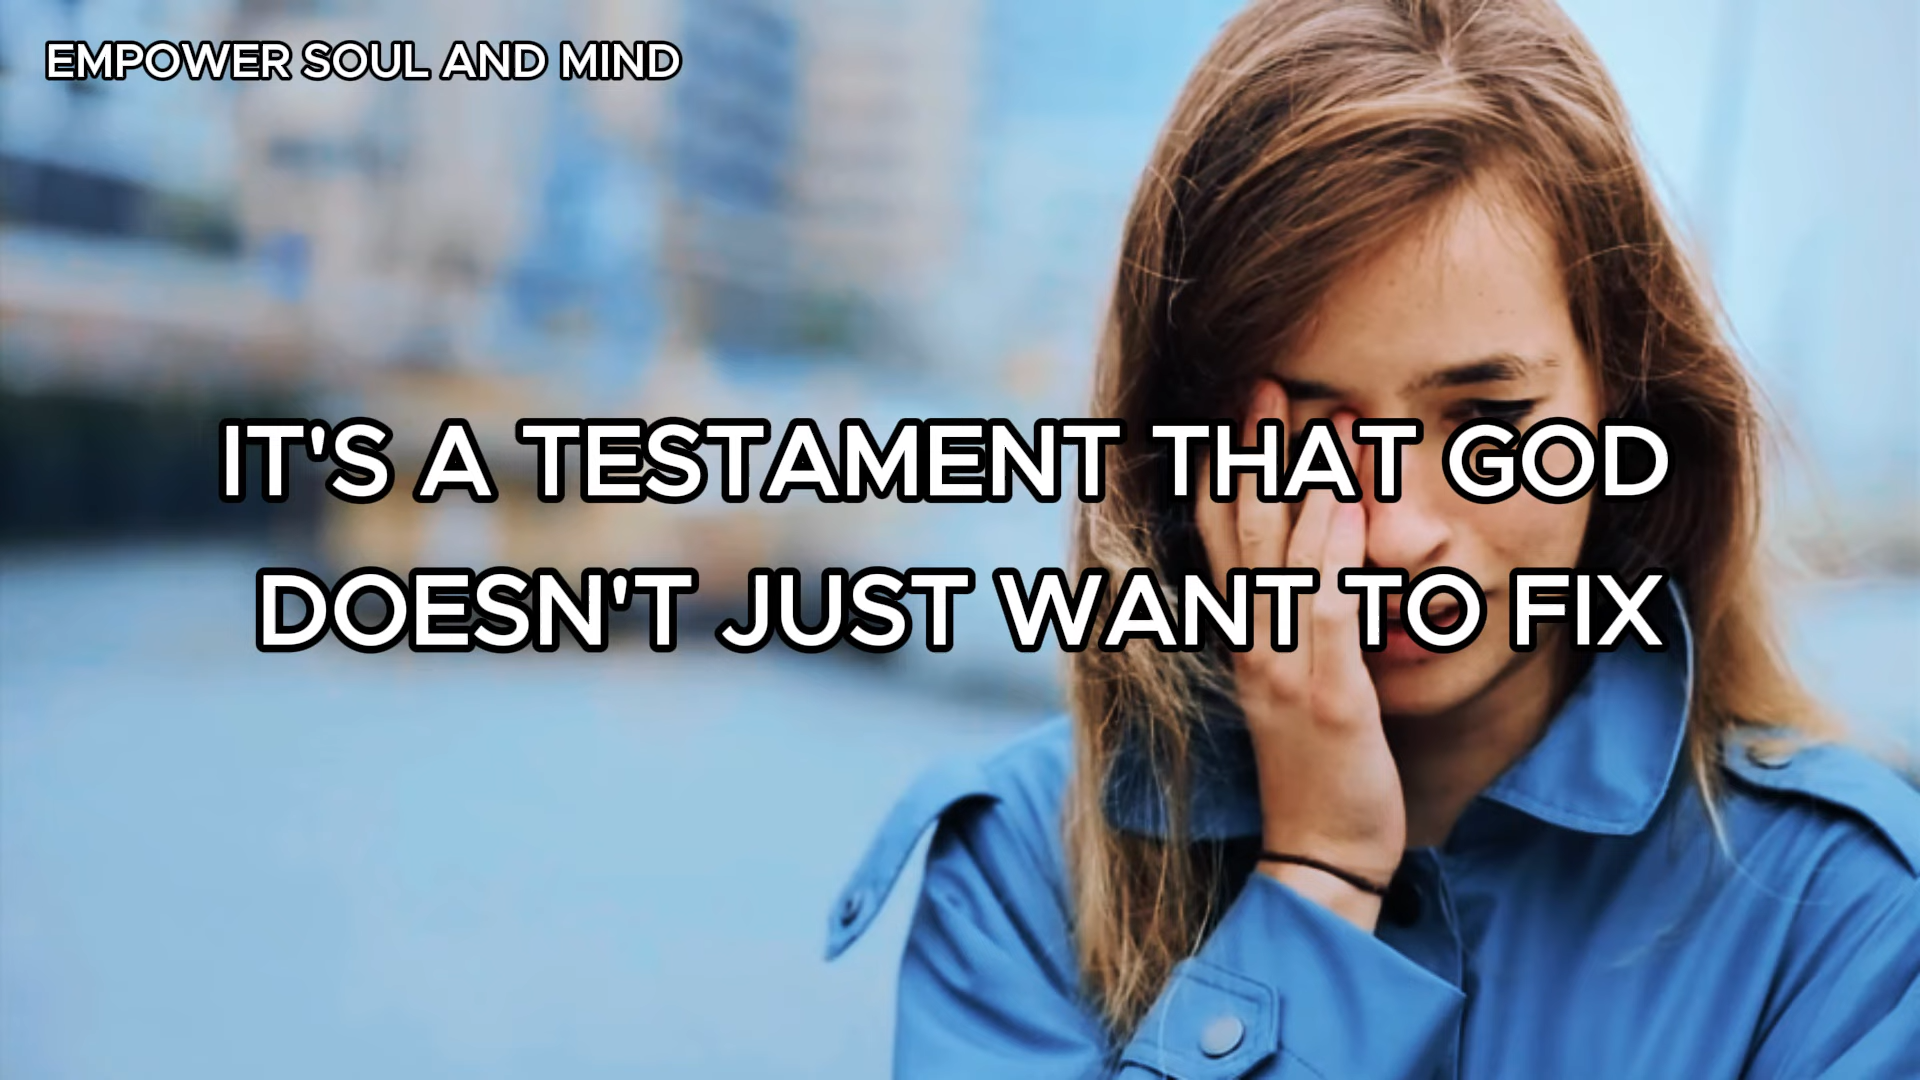 EMPOWER SOUL AND MIND
IT'S A TESTAMENT THAT GOD
DOESN'T JUST WANT TO FIX